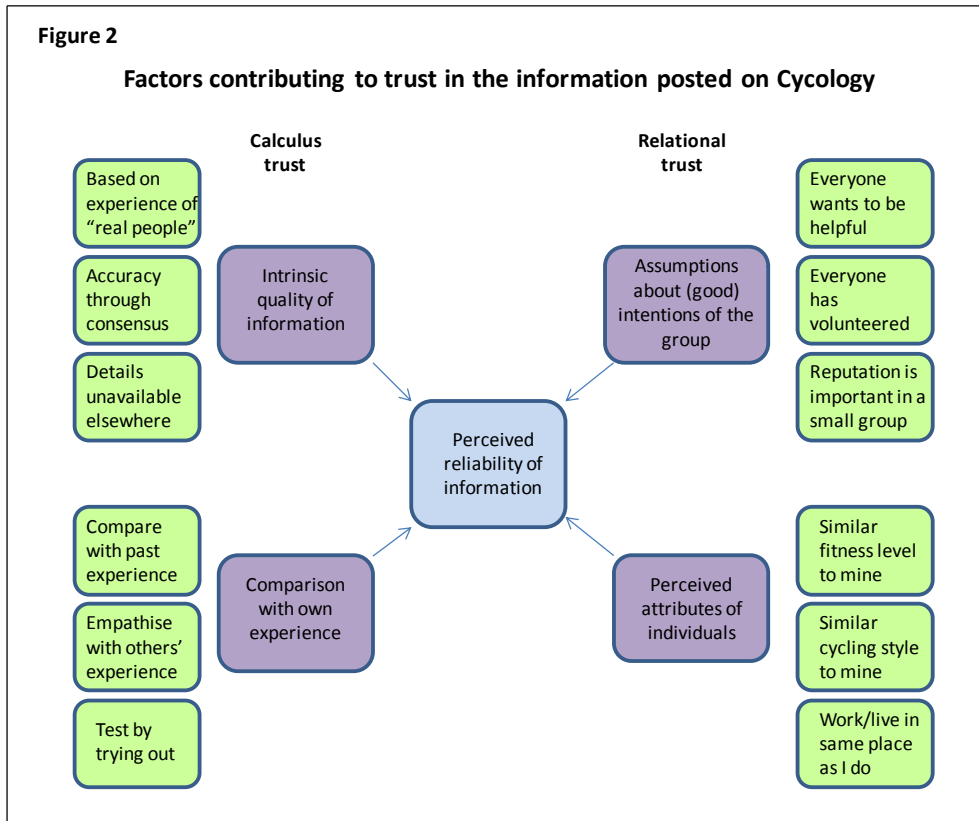 Figure 2
Factors contributing to trust in the information posted on Cycology
Calculus
trust
Relational
trust
Based on
experience of
“real people”
Accuracy
through
consensus
Details
unavailable
elsewhere
Intrinsic
quality of
information
Assumptions
about (good)
intentions of the
group
Everyone
wants to be
helpful
Everyone
has
volunteered
Reputation is
important in a
small group
Perceived
reliability of
information
Compare
with past
experience
Empathise
with others’
experience
Test by
trying out
Comparison
with own
experience
Perceived
attributes of
individuals
Similar
fitness level
to mine
Similar
cycling style
to mine
Work/live in
same place
as I do